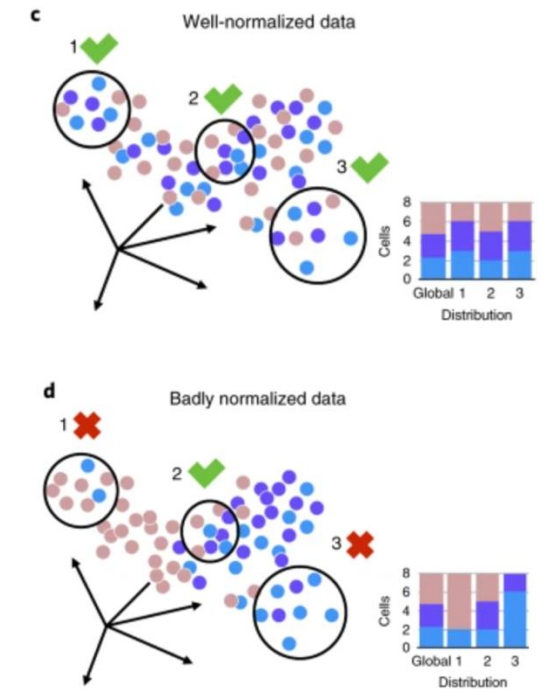 c
Well-normalized data
1
2
3
8
6
4
2
0
Cells
Global 1 2 3
Distribution
d
Badly normalized data
1
2
3
8
6
4
2
0
Cells
Global 1 2 3
Distribution